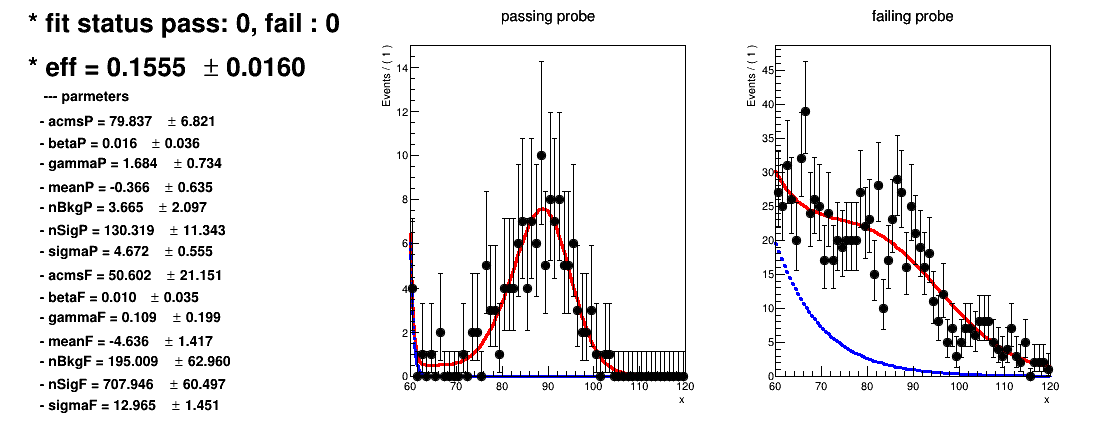 * fit status pass: 0, fail : 0
* eff = 0.1555 ± 0.0160
--- parmeters
- acmsP = 79.837 ± 6.821
- betaP = 0.016 ± 0.036
- gammaP = 1.684 ± 0.734
- meanP = -0.366 ± 0.635
- nBkgP = 3.665 ± 2.097
- nSigP = 130.319 ± 11.343
- sigmaP = 4.672 ± 0.555
- acmsF = 50.602 ± 21.151
- betaF = 0.010 ± 0.035
- gammaF = 0.109 ± 0.199
- meanF = -4.636 ± 1.417
- nBkgF = 195.009 ± 62.960
- nSigF = 707.946 ± 60.497
- sigmaF = 12.965 ± 1.451
passing probe
Events / ( 1 )
14
12
10
8
6
4
2
0
60 70 80 90 100 110 120
x
failing probe
Events / ( 1 )
45
40
35
30
25
20
15
10
5
0
60 70 80 90 100 110 120
x